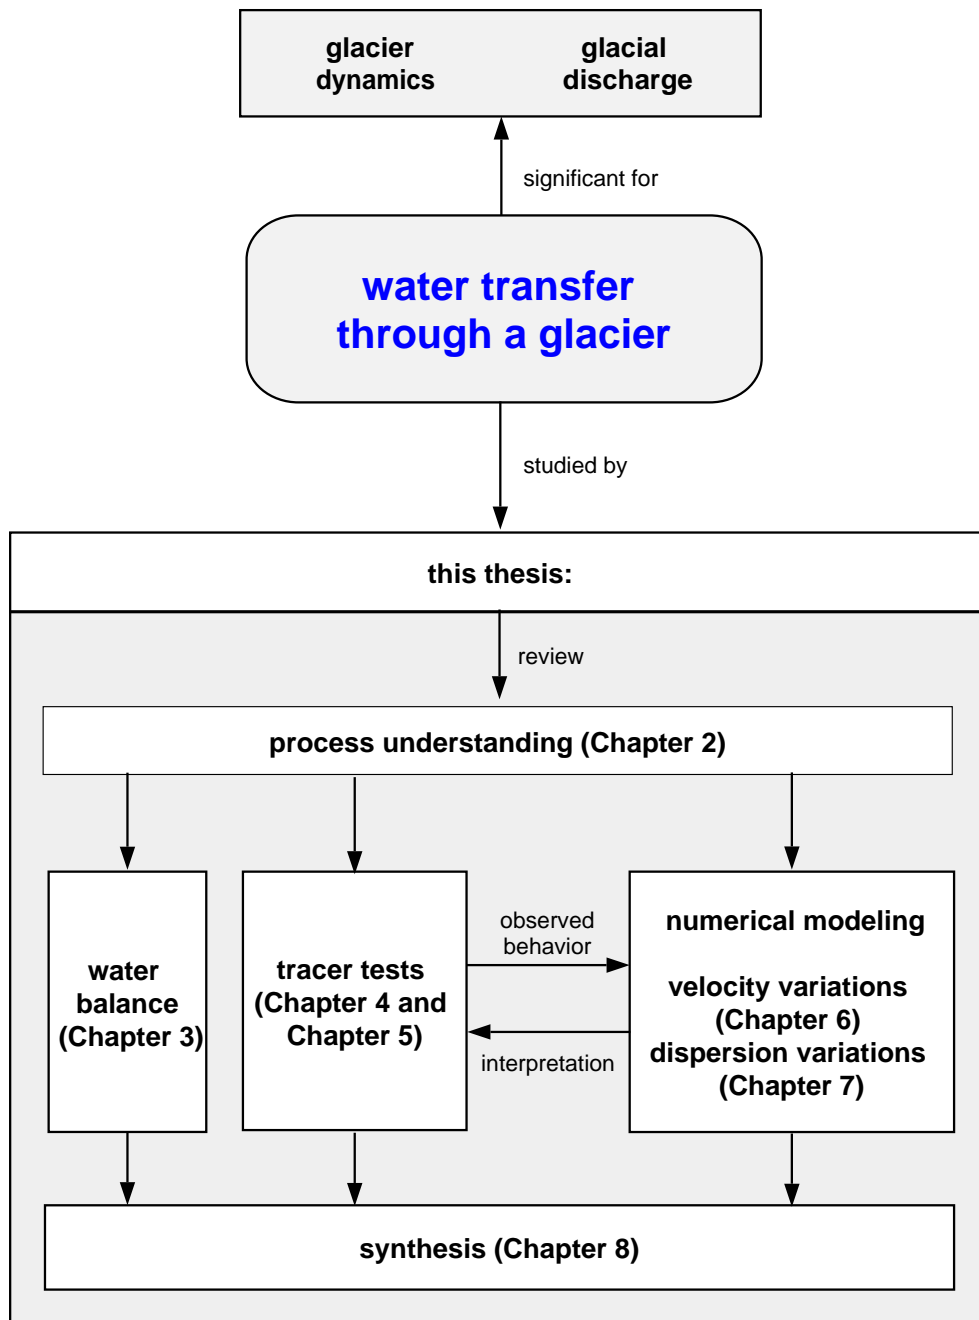 glacier
dynamics
glacial
discharge
significant for
water transfer
through a glacier
studied by
this thesis:
review
process understanding (Chapter 2)
water
balance
(Chapter 3)
tracer tests
(Chapter 4 and
Chapter 5)
observed
behavior
interpretation
numerical modeling
velocity variations
(Chapter 6)
dispersion variations
(Chapter 7)
synthesis (Chapter 8)